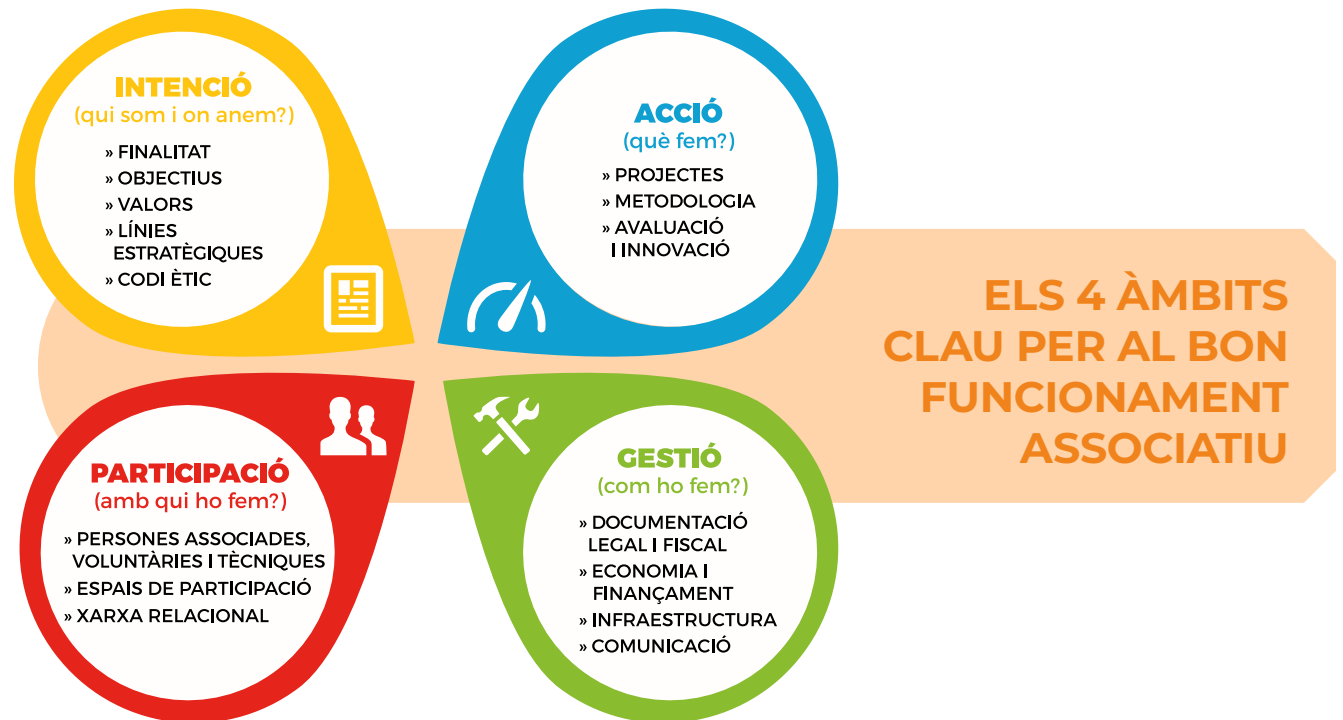 INTENCIÓ
(qui som i on anem?)
» FINALITAT
» OBJECTIUS
» VALORS
» LÍNIES
ESTRATÈGIQUES
» CODI ÈTIC
ACCIÓ
(què fem?)
» PROJECTES
» METODOLOGIA
» AVALUACIÓ
I INNOVACIÓ
PARTICIPACIÓ
(amb qui ho fem?)
» PERSONES ASSOCIADES,
VOLUNTÀRIES I TÈCNIQUES
» ESPAIS DE PARTICIPACIÓ
» XARXA RELACIONAL
GESTIÓ
(com ho fem?)
» DOCUMENTACIÓ
LEGAL I FISCAL
» ECONOMIA I
FINANÇAMENT
» INFRAESTRUCTURA
» COMUNICACIÓ
ELS 4 ÀMBITS
CLAU PER AL BON
FUNCIONAMENT
ASSOCIATIU